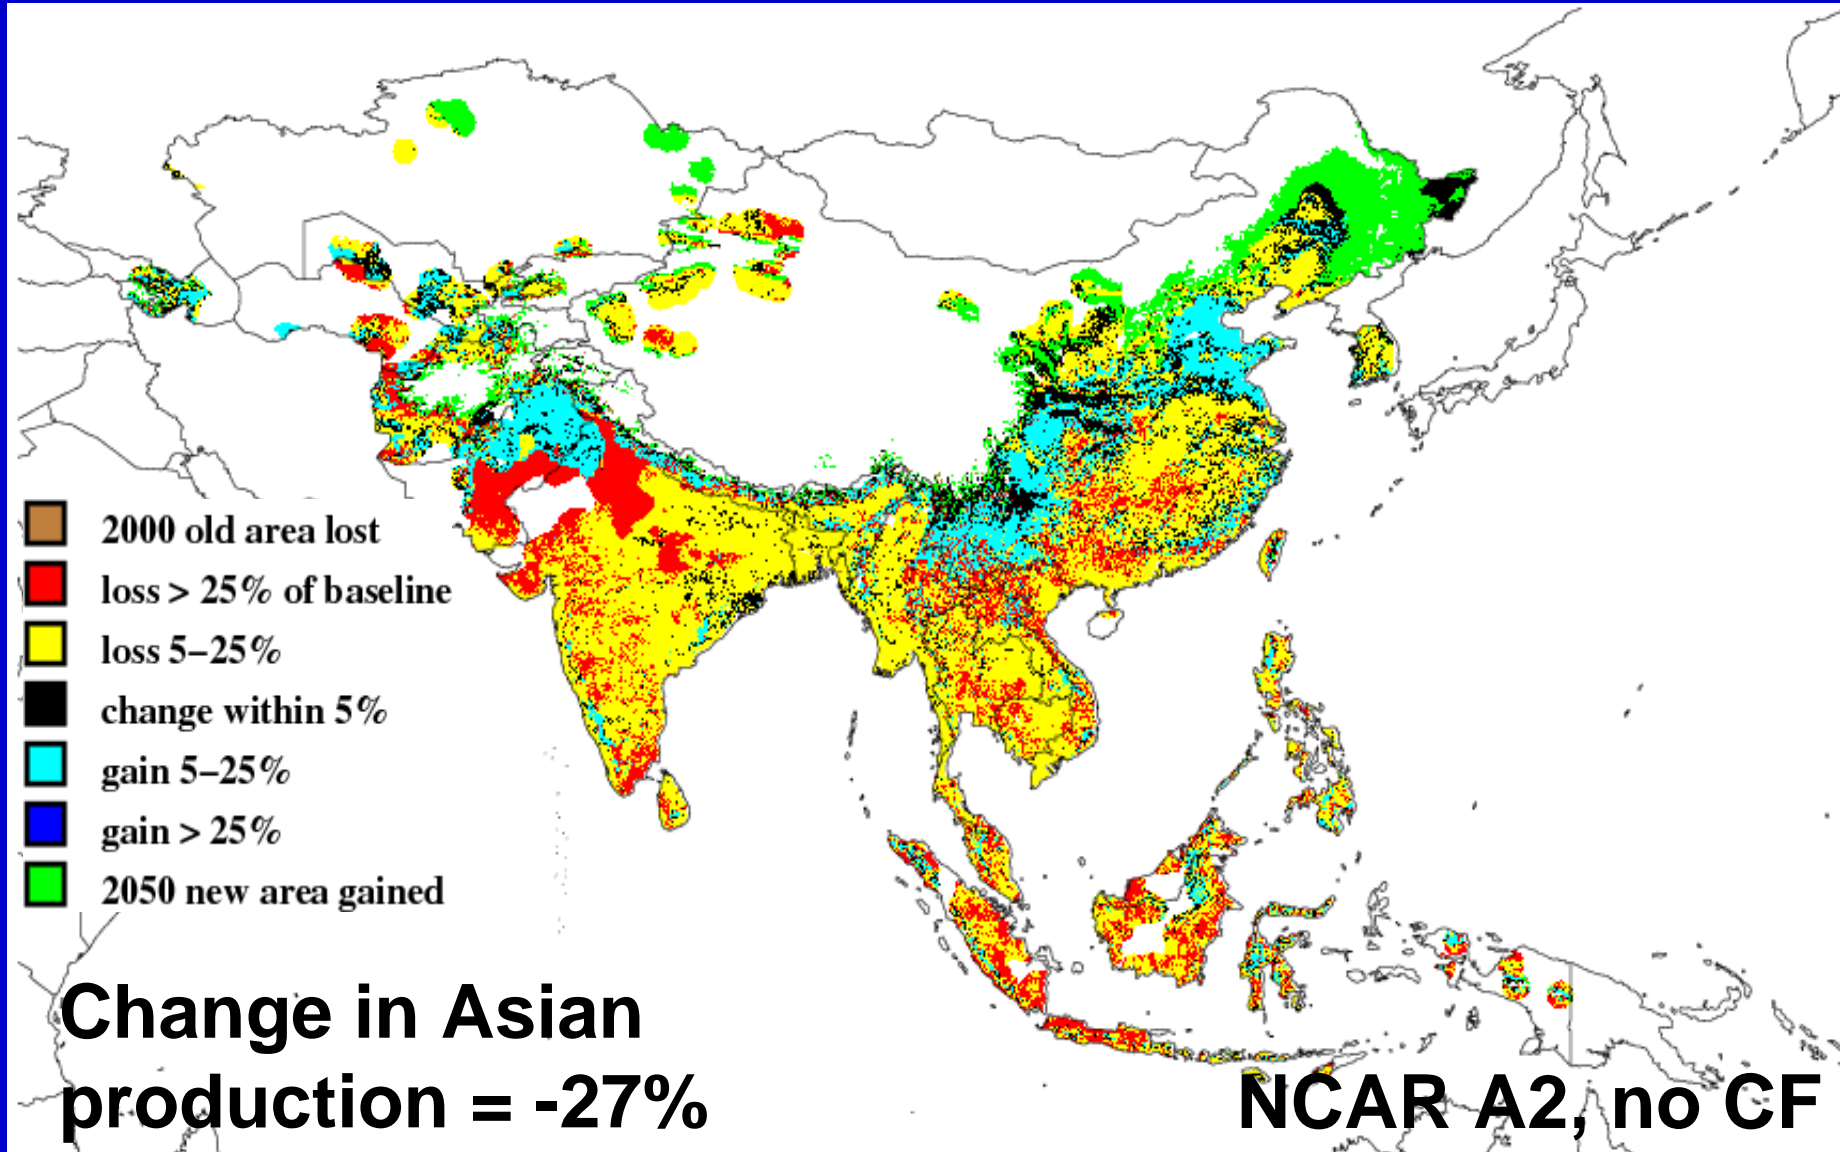 2000 old area lost
loss > 25% of baseline
loss 5–25%
change within 5%
gain 5–25%
gain > 25%
2050 new area gained
Change in Asian
production = -27%
NCAR A2, no CF